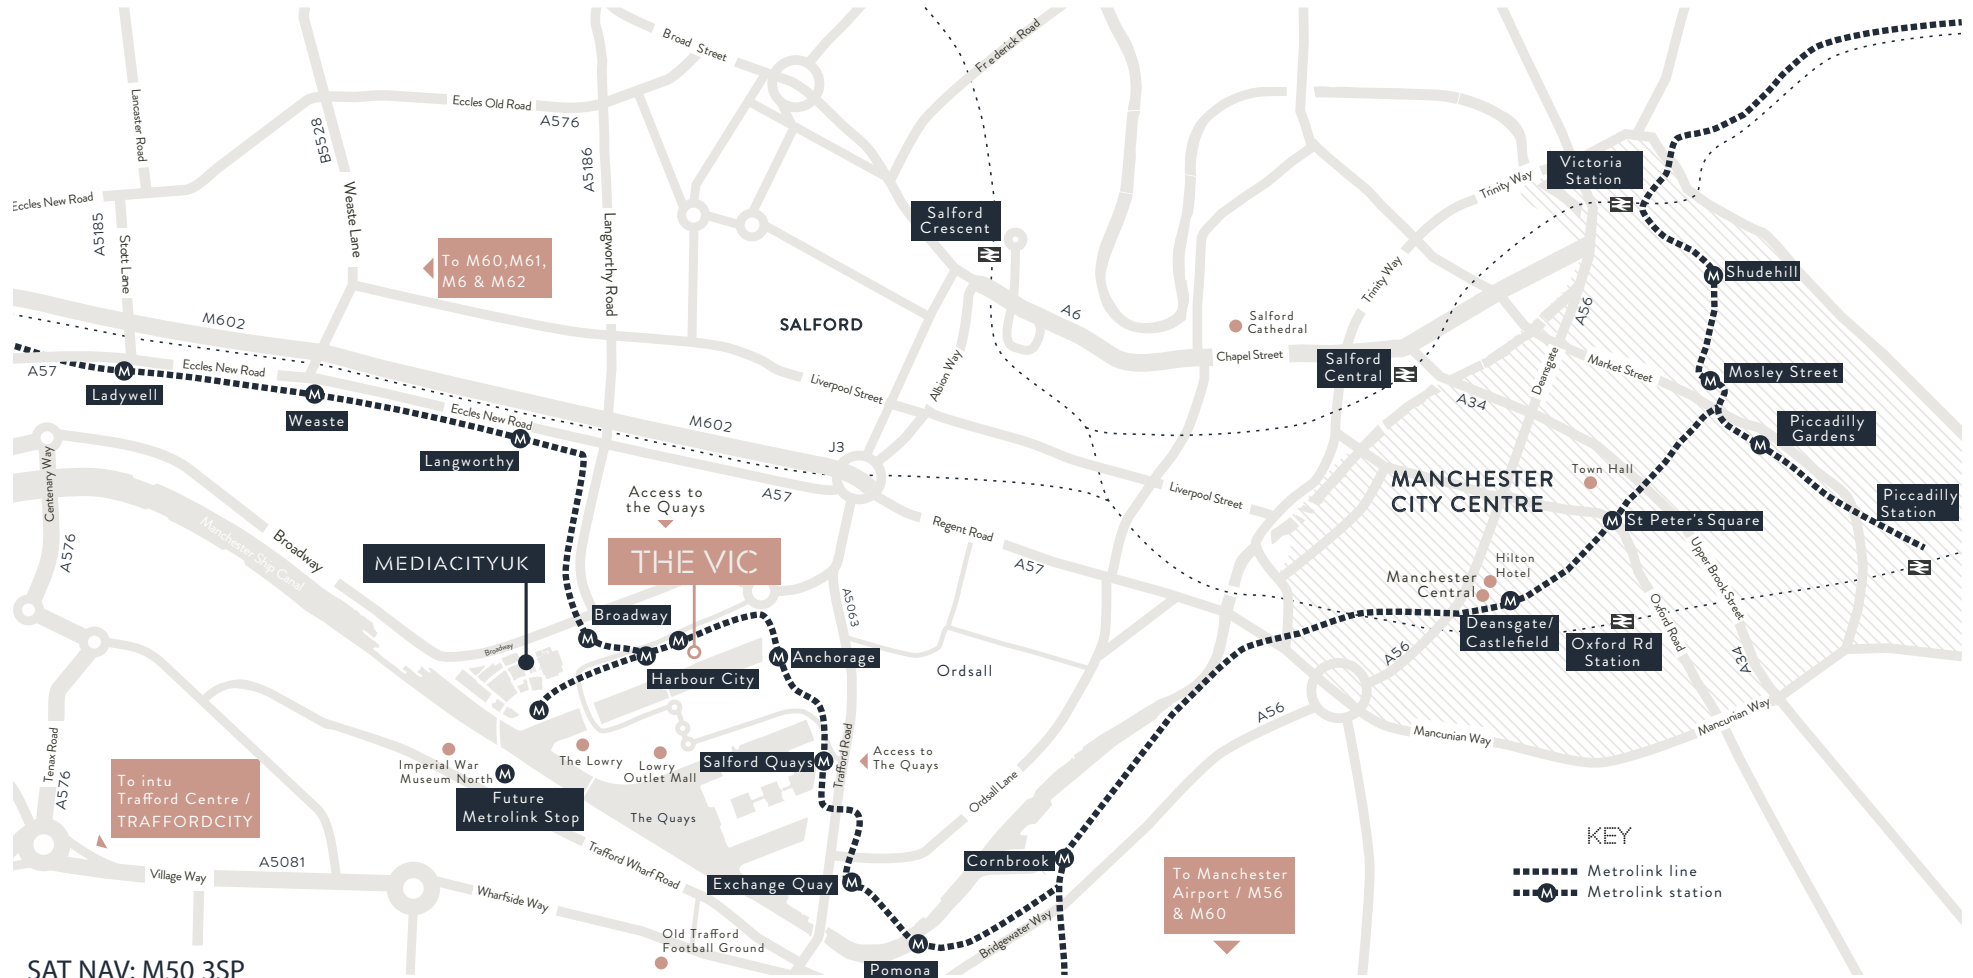 Broad Street
Frederick Road
Lancaster Road
Eccles Old Road
A576
B5528
A5186
Victoria
Station
Trinity Way
Eccles New Road
A5185
Stott Lane
Weaste Lane
Langworthy Road
Salford
Crescent
To M60,M61,
M6 & M62
Trinity Way
Shudehill
M602
SALFORD
A6
Salford
Cathedral
A56
Chapel Street
Salford
Central
Deansgate
Market Street
Mosley Street
A57
Eccles New Road
Ladywell
Weaste
Liverpool Street
Albion Way
A34
Eccles New Road
M602
J3
Piccadilly
Gardens
Langworthy
Centenary Way
A57
Access to
the Quays
Liverpool Street
MANCHESTER
CITY CENTRE
Town Hall
Piccadilly
Station
St Peter's Square
Regent Road
A57
Manchester Ship Canal
Broadway
A576
MEDIACITYUK
THE VIC
Hilton
Hotel
Manchester
Central
Upper Brook Street
Oxford Road
A5063
Broadway
Deansgate/
Castlefield
Oxford Rd
Station
A34
A56
Broadway
Harbour City
Anchorage
Ordsall
A56
Mancunian Way
Mancunian Way
Tenax Road
A576
Imperial War
Museum North
The Lowry
Lowry
Outlet Mall
Salford Quays
Trafford Road
Access to
The Quays
To intu
Trafford Centre /
TRAFFORDCITY
Future
Metrolink Stop
The Quays
Ordsall Lane
KEY
Metrolink line
Metrolink station
A5081
Village Way
Trafford Wharf Road
Wharfside Way
Exchange Quay
Cornbrook
To Manchester
Airport / M56
& M60
Bridgewater Way
Old Trafford
Football Ground
Pomona
SAT NAV: M50 3SP